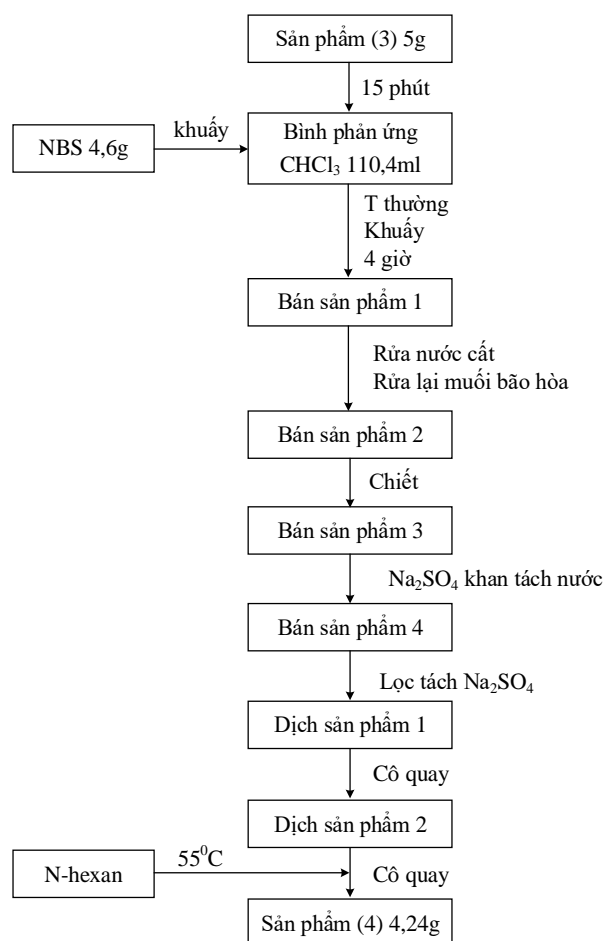 Sản phẩm (3) 5g
15 phút
NBS 4,6g
khuấy
Bình phản ứng
CHCl₃ 110,4ml
T thường
Khuấy
4 giờ
Bán sản phẩm 1
Rửa nước cất
Rửa lại muối bão hòa
Bán sản phẩm 2
Chiết
Bán sản phẩm 3
Na₂SO₄ khan tách nước
Bán sản phẩm 4
Lọc tách Na₂SO₄
Dịch sản phẩm 1
Cô quay
Dịch sản phẩm 2
N-hexan
55⁰C
Cô quay
Sản phẩm (4) 4,24g